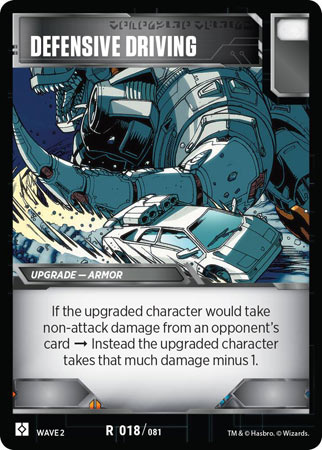 DEFENSIVE DRIVING
UPGRADE — ARMOR
If the upgraded character would take
non-attack damage from an opponent's
card → Instead the upgraded character
takes that much damage minus 1.
WAVE 2
R 018/081
TM & © Hasbro. © Wizards.